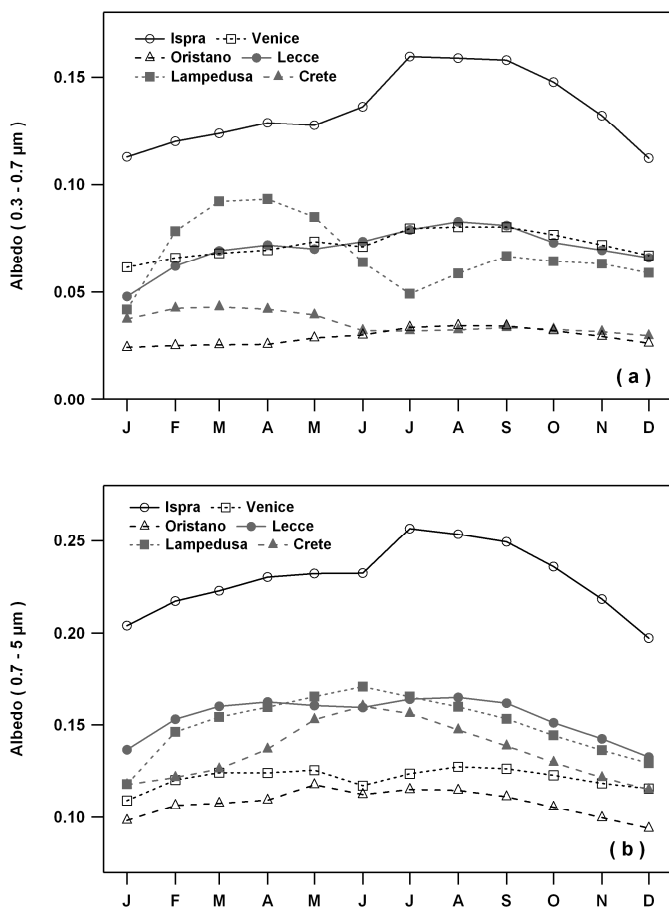 Ispra Venice
Oristano Lecce
Lampedusa Crete
0.15
0.10
0.05
0.00
Albedo ( 0.3 - 0.7 µm )
( a )
J F M A M J J A S O N D
Ispra Venice
Oristano Lecce
Lampedusa Crete
0.25
0.20
0.15
0.10
Albedo ( 0.7 - 5 µm )
( b )
J F M A M J J A S O N D